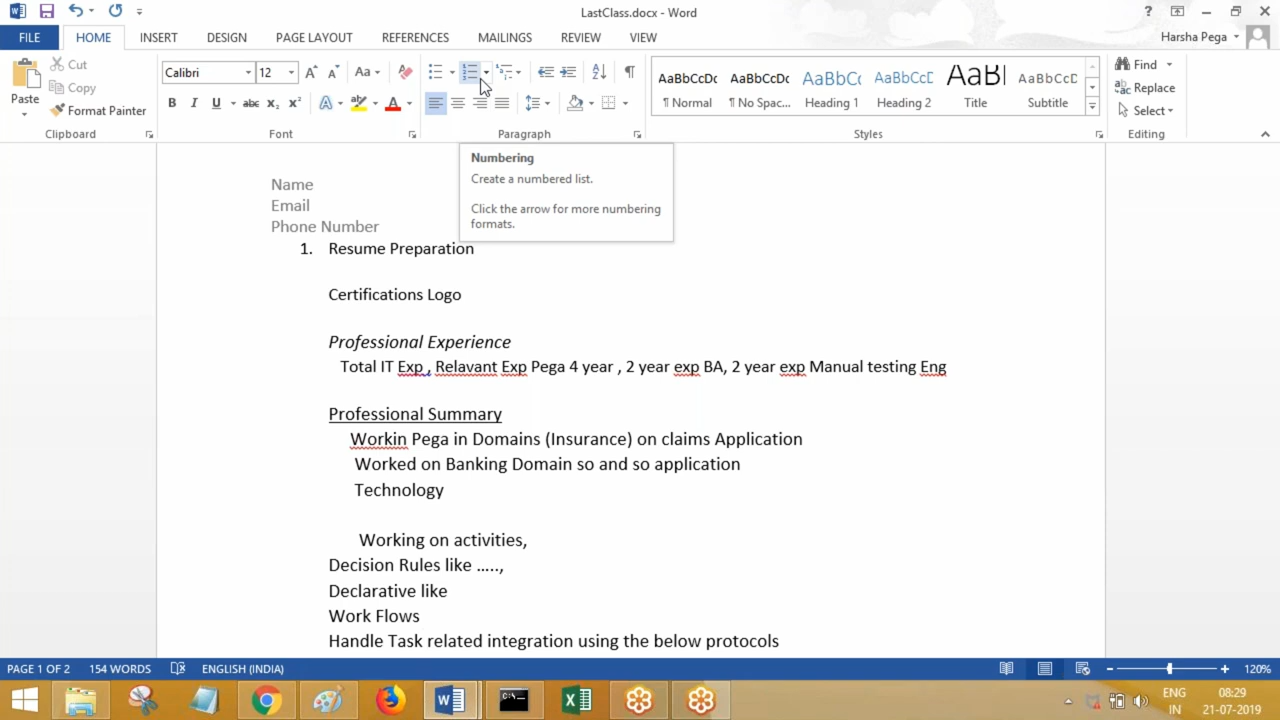 LastClass.docx - Word
?
FILE HOME INSERT DESIGN PAGE LAYOUT REFERENCES MAILINGS REVIEW VIEW
Harsha Pega
Paste
Cut
Copy
Format Painter
Clipboard
Calibri 12
Aa
B I U abc x₂ x² A ab A
Font
Paragraph
AaBbCcDc AaBbCcDc AaBbCc AaBbCcD AaB AaBbCcD
¶ Normal ¶ No Spac... Heading 1 Heading 2 Title Subtitle
Styles
Find
Replace
Select
Editing
Numbering
Create a numbered list.
Click the arrow for more numbering
formats.
Name
Email
Phone Number
1. Resume Preparation
Certifications Logo
Professional Experience
Total IT Exp , Relavant Exp Pega 4 year , 2 year exp BA, 2 year exp Manual testing Eng
Professional Summary
Workin Pega in Domains (Insurance) on claims Application
Worked on Banking Domain so and so application
Technology
Working on activities,
Decision Rules like .....,
Declarative like
Work Flows
Handle Task related integration using the below protocols
PAGE 1 OF 2 154 WORDS ENGLISH (INDIA)
120%
ENG
IN
08:29
21-07-2019